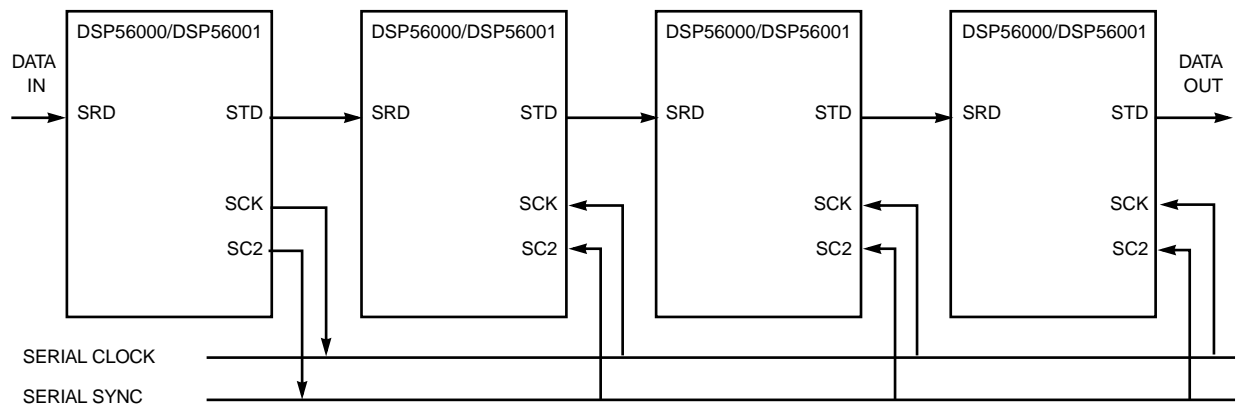 DSP56000/DSP56001
DSP56000/DSP56001
DSP56000/DSP56001
DSP56000/DSP56001
DATA
IN
DATA
OUT
SRD
STD
SRD
STD
SRD
STD
SRD
STD
SCK
SCK
SCK
SCK
SC2
SC2
SC2
SC2
SERIAL CLOCK
SERIAL SYNC